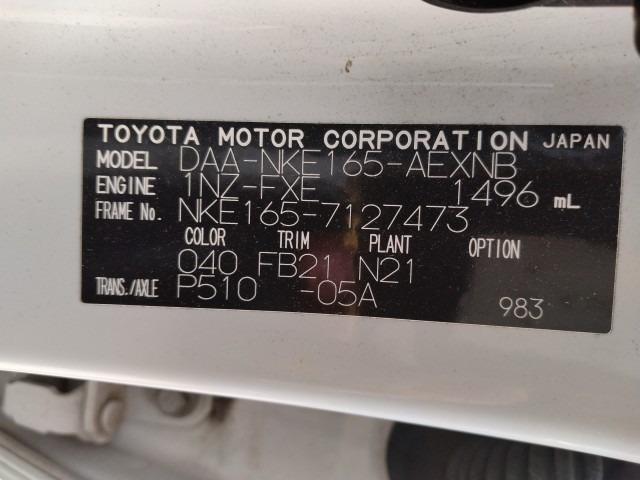 TOYOTA MOTOR CORPORATION JAPAN
MODEL DAA-NKE165-AEXNB
ENGINE 1NZ-FXE 1496 mL
FRAME No. NKE165-7127473
COLOR TRIM PLANT OPTION
040 FB21 N21
TRANS./AXLE P510 -05A 983